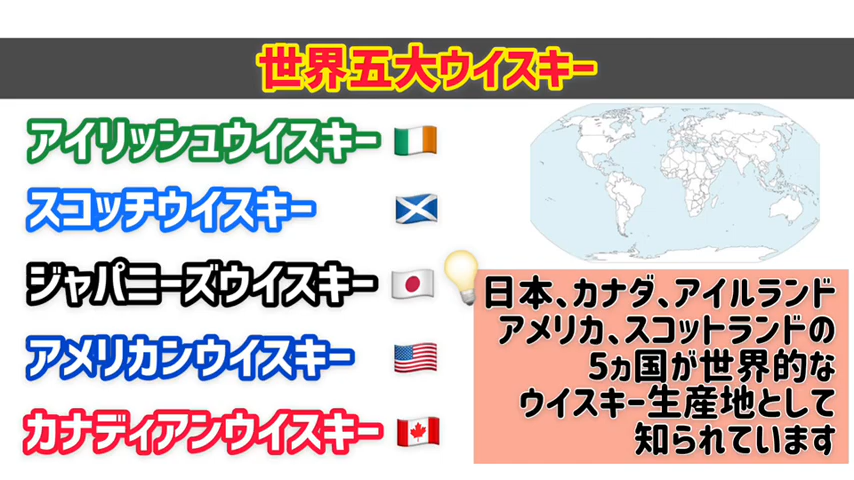 世界五大ウイスキー
アイリッシュウイスキー
スコッチウイスキー
ジャパニーズウイスキー
アメリカンウイスキー
カナディアンウイスキー
日本、カナダ、アイルランド
アメリカ、スコットランドの
5ヵ国が世界的な
ウイスキー生産地として
知られています